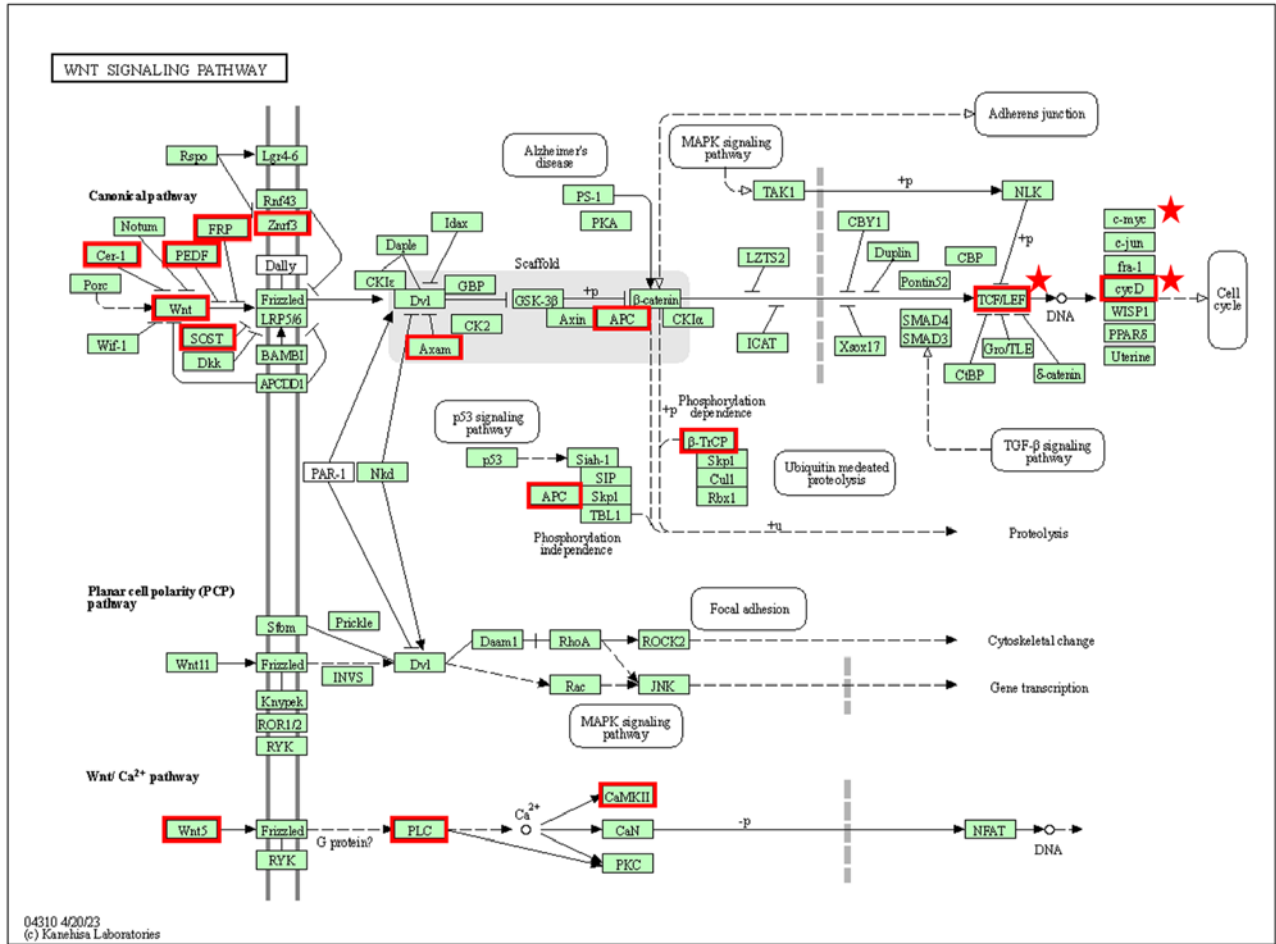 WNT SIGNALING PATHWAY
Adherens junction
Alzheimer's
disease
MAPK signaling
pathway
Rspo
Lgr4-6
+p
TAK1
NLK
PS-1
PKA
Canonical pathway
Rnf43
Znrf3
Notum
FRP
Cer-1
PEDF
Dally
Idax
Daple
Scaffold
CKIε
GBP
Dvl
Porc
Wnt
Frizzled
LRP5/6
SOST
Wif-1
Dkk
BAMBI
APCDD1
CK2
Axam
GSK-3β
+p
β-catenin
Axin
APC
CKIα
LZTS2
ICAT
CBY1
Duplin
Xsox17
Pontin52
CBP
+p
TCF/LEF
DNA
SMAD4
SMAD3
Gro/TLE
CtBP
δ-catenin
c-myc
c-jun
fra-1
cycD
WISP1
PPARδ
Uterine
Cell
cycle
TGF-β signaling
pathway
p53 signaling
pathway
p53
Siah-1
SIP
APC
Skp1
TBL1
Phosphorylation
independence
+p
Phosphorylation
dependence
β-TrCP
Skp1
Cul1
Rbx1
Ubiquitin medeated
proteolysis
+u
Proteolysis
PAR-1
Nkd
Planar cell polarity (PCP)
pathway
Stbm
Prickle
Wnt11
Frizzled
INVS
Dvl
Knypek
ROR1/2
RYK
Daam1
RhoA
ROCK2
Focal adhesion
Cytoskeletal change
Rac
JNK
Gene transcription
MAPK signaling
pathway
Wnt/ Ca²⁺ pathway
Wnt5
Frizzled
G protein?
RYK
PLC
Ca²⁺
CaMKII
CaN
PKC
-p
NFAT
DNA
04310 4/20/23
(c) Kanehisa Laboratories